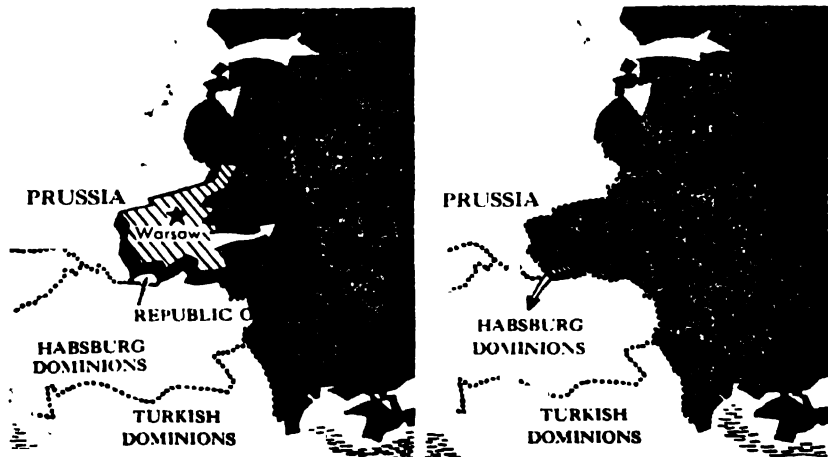 PRUSSIA
Warsaw
REPUBLIC O
HABSBURG
DOMINIONS
TURKISH
DOMINIONS
PRUSSIA
HABSBURG
DOMINIONS
TURKISH
DOMINIONS